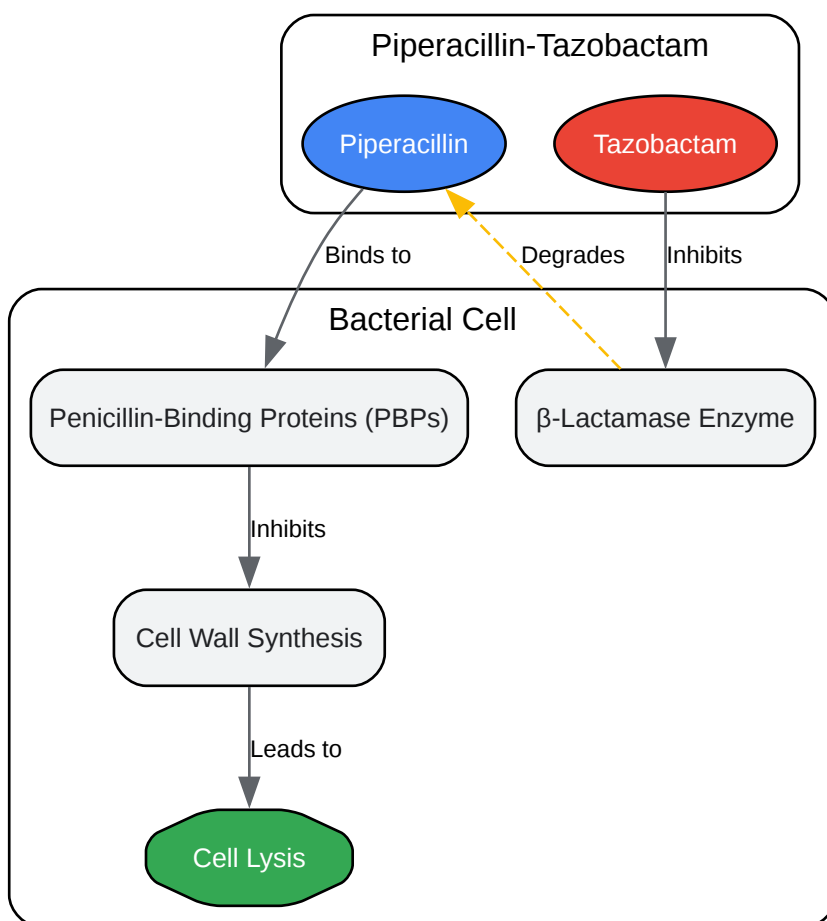 Piperacillin-Tazobactam
Piperacillin
Tazobactam
Binds to
Degrades
Inhibits
Bacterial Cell
Penicillin-Binding Proteins (PBPs)
β-Lactamase Enzyme
Inhibits
Cell Wall Synthesis
Leads to
Cell Lysis